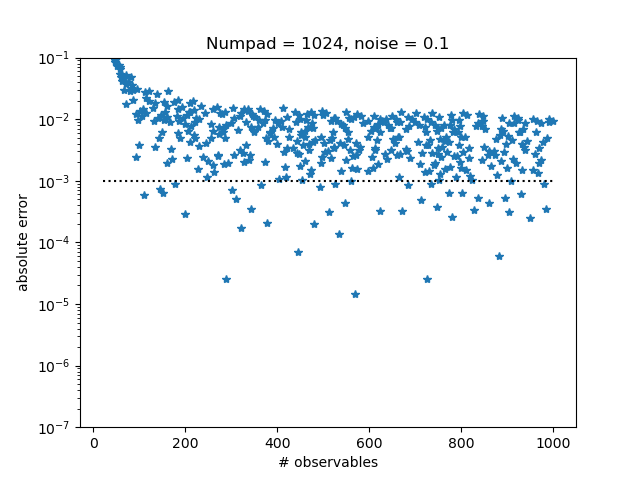 Numpad = 1024, noise = 0.1
10⁻¹
10⁻²
10⁻³
10⁻⁴
10⁻⁵
10⁻⁶
10⁻⁷
absolute error
0 200 400 600 800 1000
# observables